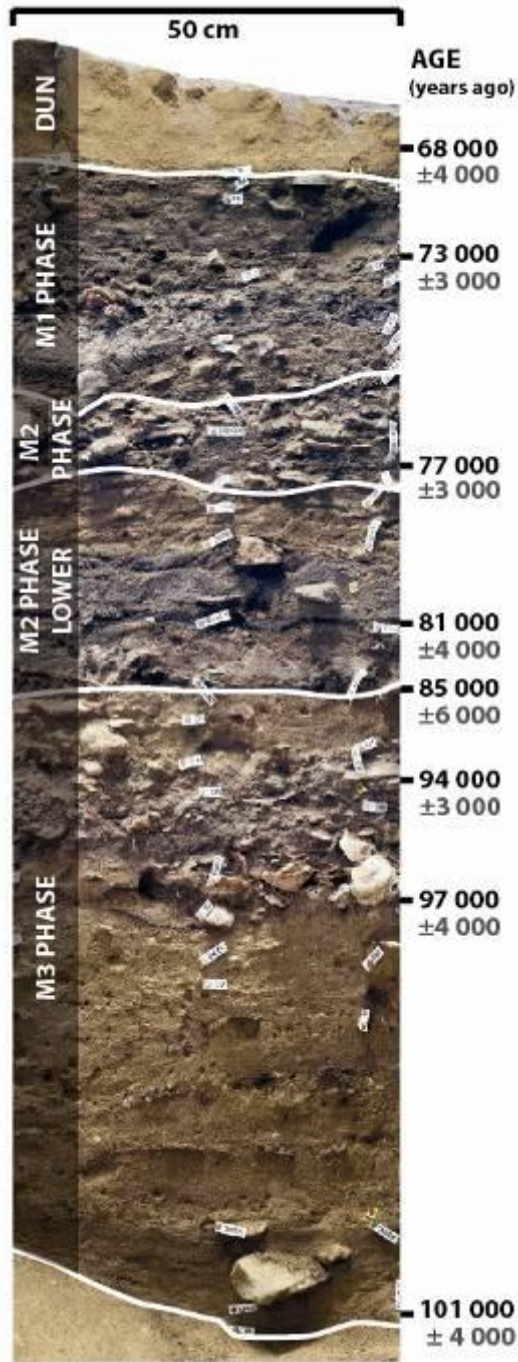 50 cm
AGE
(years ago)
DUN
68 000
±4 000
M1 PHASE
73 000
±3 000
M2
PHASE
77 000
±3 000
M2 PHASE
LOWER
81 000
±4 000
85 000
±6 000
94 000
±3 000
M3 PHASE
97 000
±4 000
101 000
± 4 000